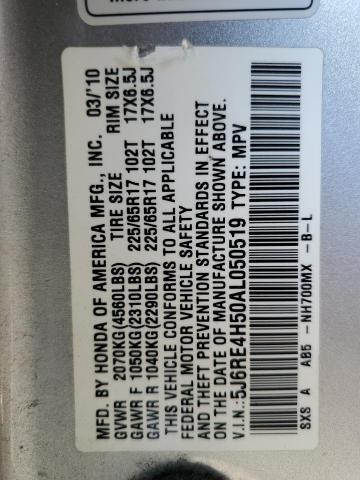 MFD. BY HONDA OF AMERICA MFG., INC. 03/'10
GVWR 2070KG(4560LBS) TIRE SIZE RIM SIZE
GAWR F 1050KG(2310LBS) 225/65R17 102T 17X6.5J
GAWR R 1040KG(2290LBS) 225/65R17 102T 17X6.5J
THIS VEHICLE CONFORMS TO ALL APPLICABLE
FEDERAL MOTOR VEHICLE SAFETY
AND THEFT PREVENTION STANDARDS IN EFFECT
ON THE DATE OF MANUFACTURE SHOWN ABOVE.
V.I.N.: 5J6RE4H50AL050519 TYPE: MPV
SXS A AB5 -NH700MX -B-L